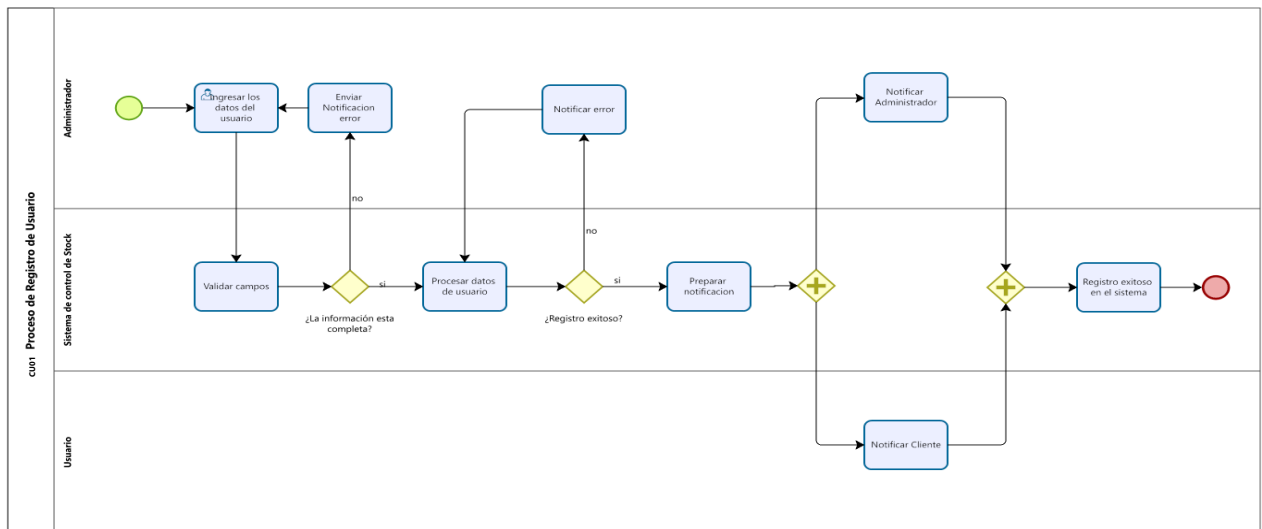 CU01 Proceso de Registro de Usuario
Administrador
Ingresar los
datos del
usuario
Enviar
Notificacion
error
Notificar error
Notificar
Administrador
no
no
Sistema de control de Stock
Validar campos
si
¿La información esta
completa?
Procesar datos
de usuario
si
¿Registro exitoso?
Preparar
notificacion
Registro exitoso
en el sistema
Usuario
Notificar Cliente